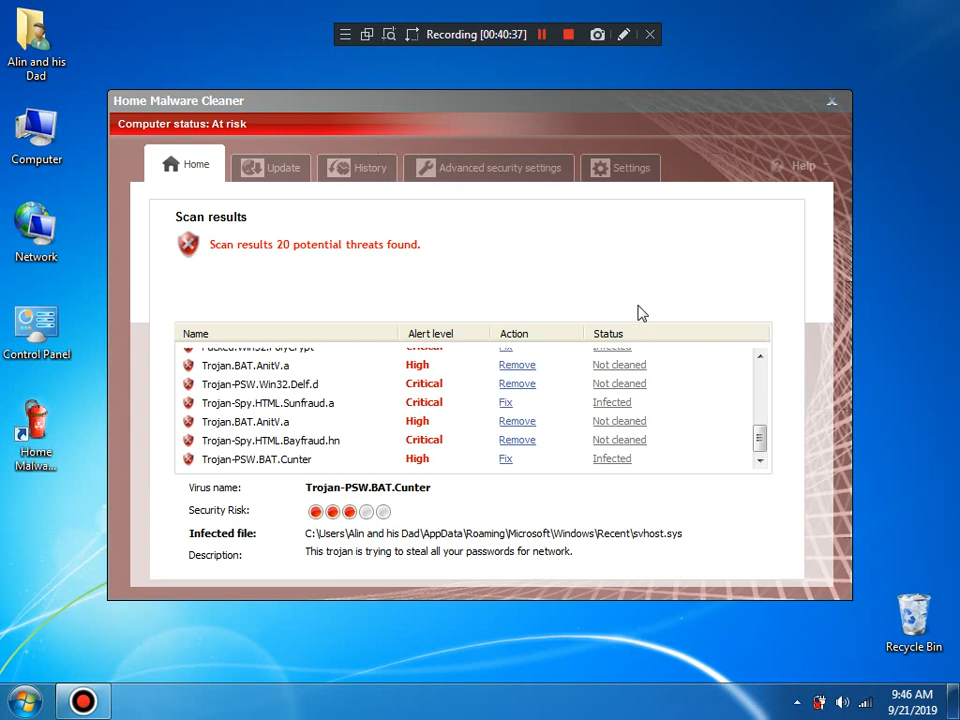 Alin and his
Dad
Computer
Network
Control Panel
Home
Malwa...
Recording [00:40:37]
Home Malware Cleaner
Computer status: At risk
Home
Update
History
Advanced security settings
Settings
Help
Scan results
Scan results 20 potential threats found.
Name Alert level Action Status
Packed.Win32.PolyCrypt Critical Fix Infected
Trojan.BAT.AnitV.a High Remove Not cleaned
Trojan-PSW.Win32.Delf.d Critical Remove Not cleaned
Trojan-Spy.HTML.Sunfraud.a Critical Fix Infected
Trojan.BAT.AnitV.a High Remove Not cleaned
Trojan-Spy.HTML.Bayfraud.hn Critical Remove Not cleaned
Trojan-PSW.BAT.Cunter High Fix Infected
Virus name: Trojan-PSW.BAT.Cunter
Security Risk:
Infected file: C:\Users\Alin and his Dad\AppData\Roaming\Microsoft\Windows\Recent\svhost.sys
Description: This trojan is trying to steal all your passwords for network.
Recycle Bin
9:46 AM
9/21/2019